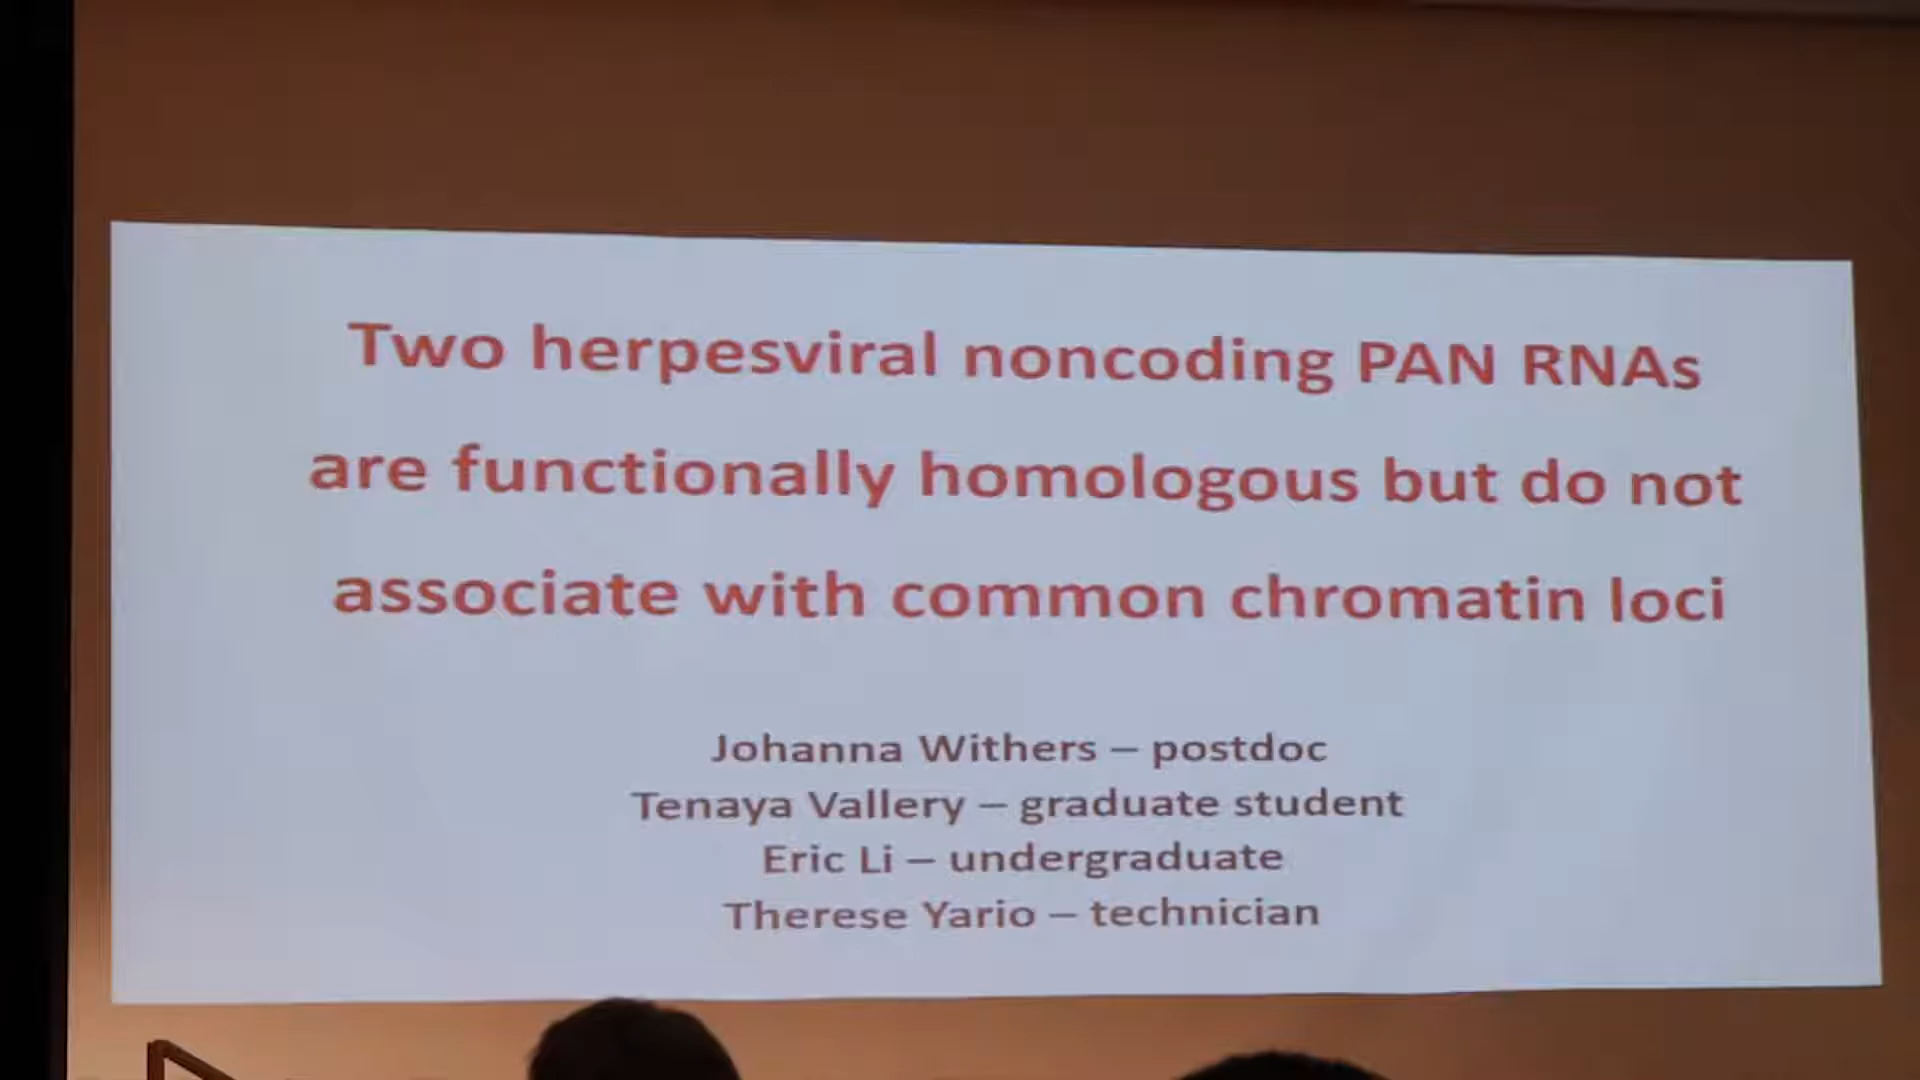 Two herpesviral noncoding PAN RNAs
are functionally homologous but do not
associate with common chromatin loci
Johanna Withers – postdoc
Tenaya Vallery – graduate student
Eric Li – undergraduate
Therese Yario – technician